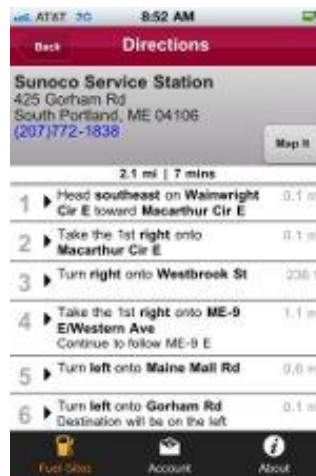 AT&T 3G 8:52 AM
Back Directions
Sunoco Service Station
425 Gorham Rd
South Portland, ME 04106
(207)772-1838
Map It
2.1 mi | 7 mins
1 Head southeast on Wainwright 0.1 m
Cir E toward Macarthur Cir E
2 Take the 1st right onto 0.1 m
Macarthur Cir E
3 Turn right onto Westbrook St 236 f
4 Take the 1st right onto ME-9 1.1 m
E/Western Ave
Continue to follow ME-9 E
5 Turn left onto Maine Mall Rd 0.6 m
6 Turn left onto Gorham Rd 0.1 m
Destination will be on the left
Fuel Sites Account About